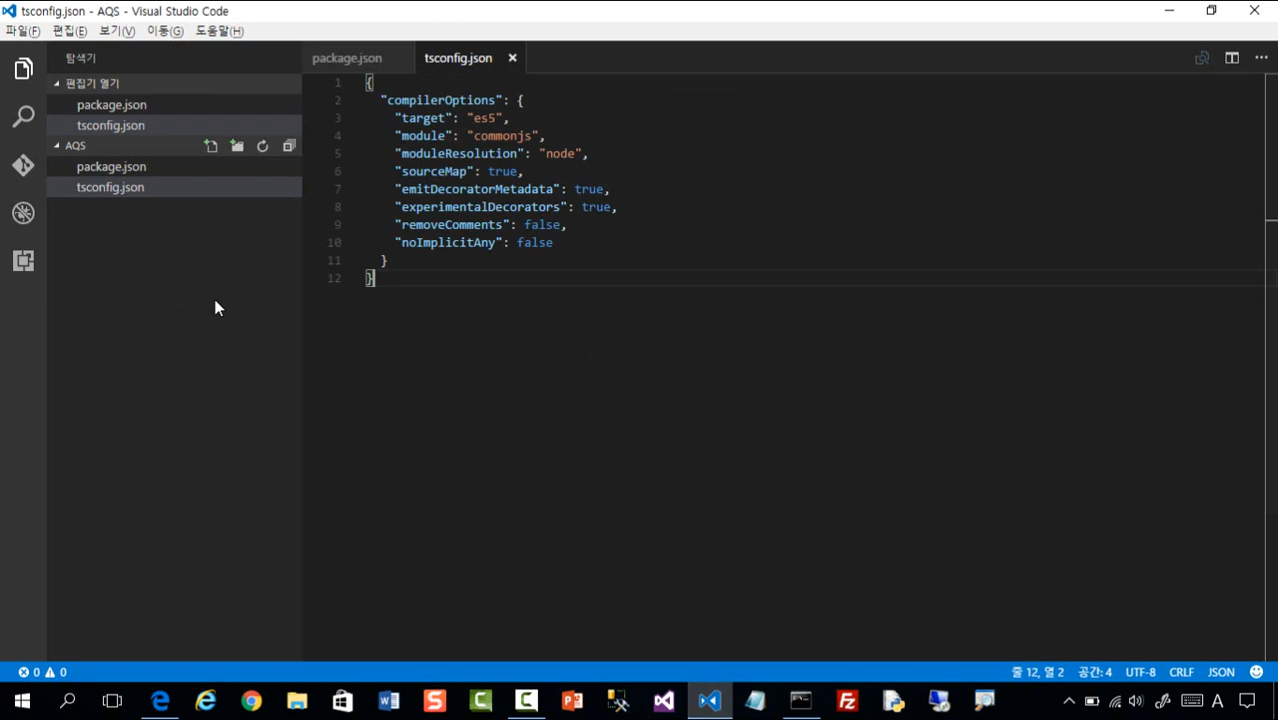 tsconfig.json - AQS - Visual Studio Code
파일(F) 편집(E) 보기(V) 이동(G) 도움말(H)
탐색기
편집기 열기
package.json
tsconfig.json
AQS
package.json
tsconfig.json
package.json tsconfig.json
1 {
2 "compilerOptions": {
3 "target": "es5",
4 "module": "commonjs",
5 "moduleResolution": "node",
6 "sourceMap": true,
7 "emitDecoratorMetadata": true,
8 "experimentalDecorators": true,
9 "removeComments": false,
10 "noImplicitAny": false
11 }
12 }
0 0 줄 12, 열 2 공간: 4 UTF-8 CRLF JSON
A